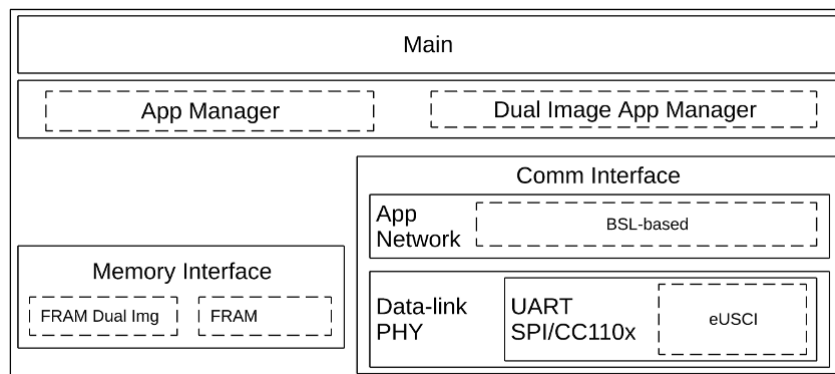 Main
App Manager
Dual Image App Manager
Comm Interface
App
Network
BSL-based
Memory Interface
FRAM Dual Img
FRAM
Data-link
PHY
UART
SPI/CC110x
eUSCI